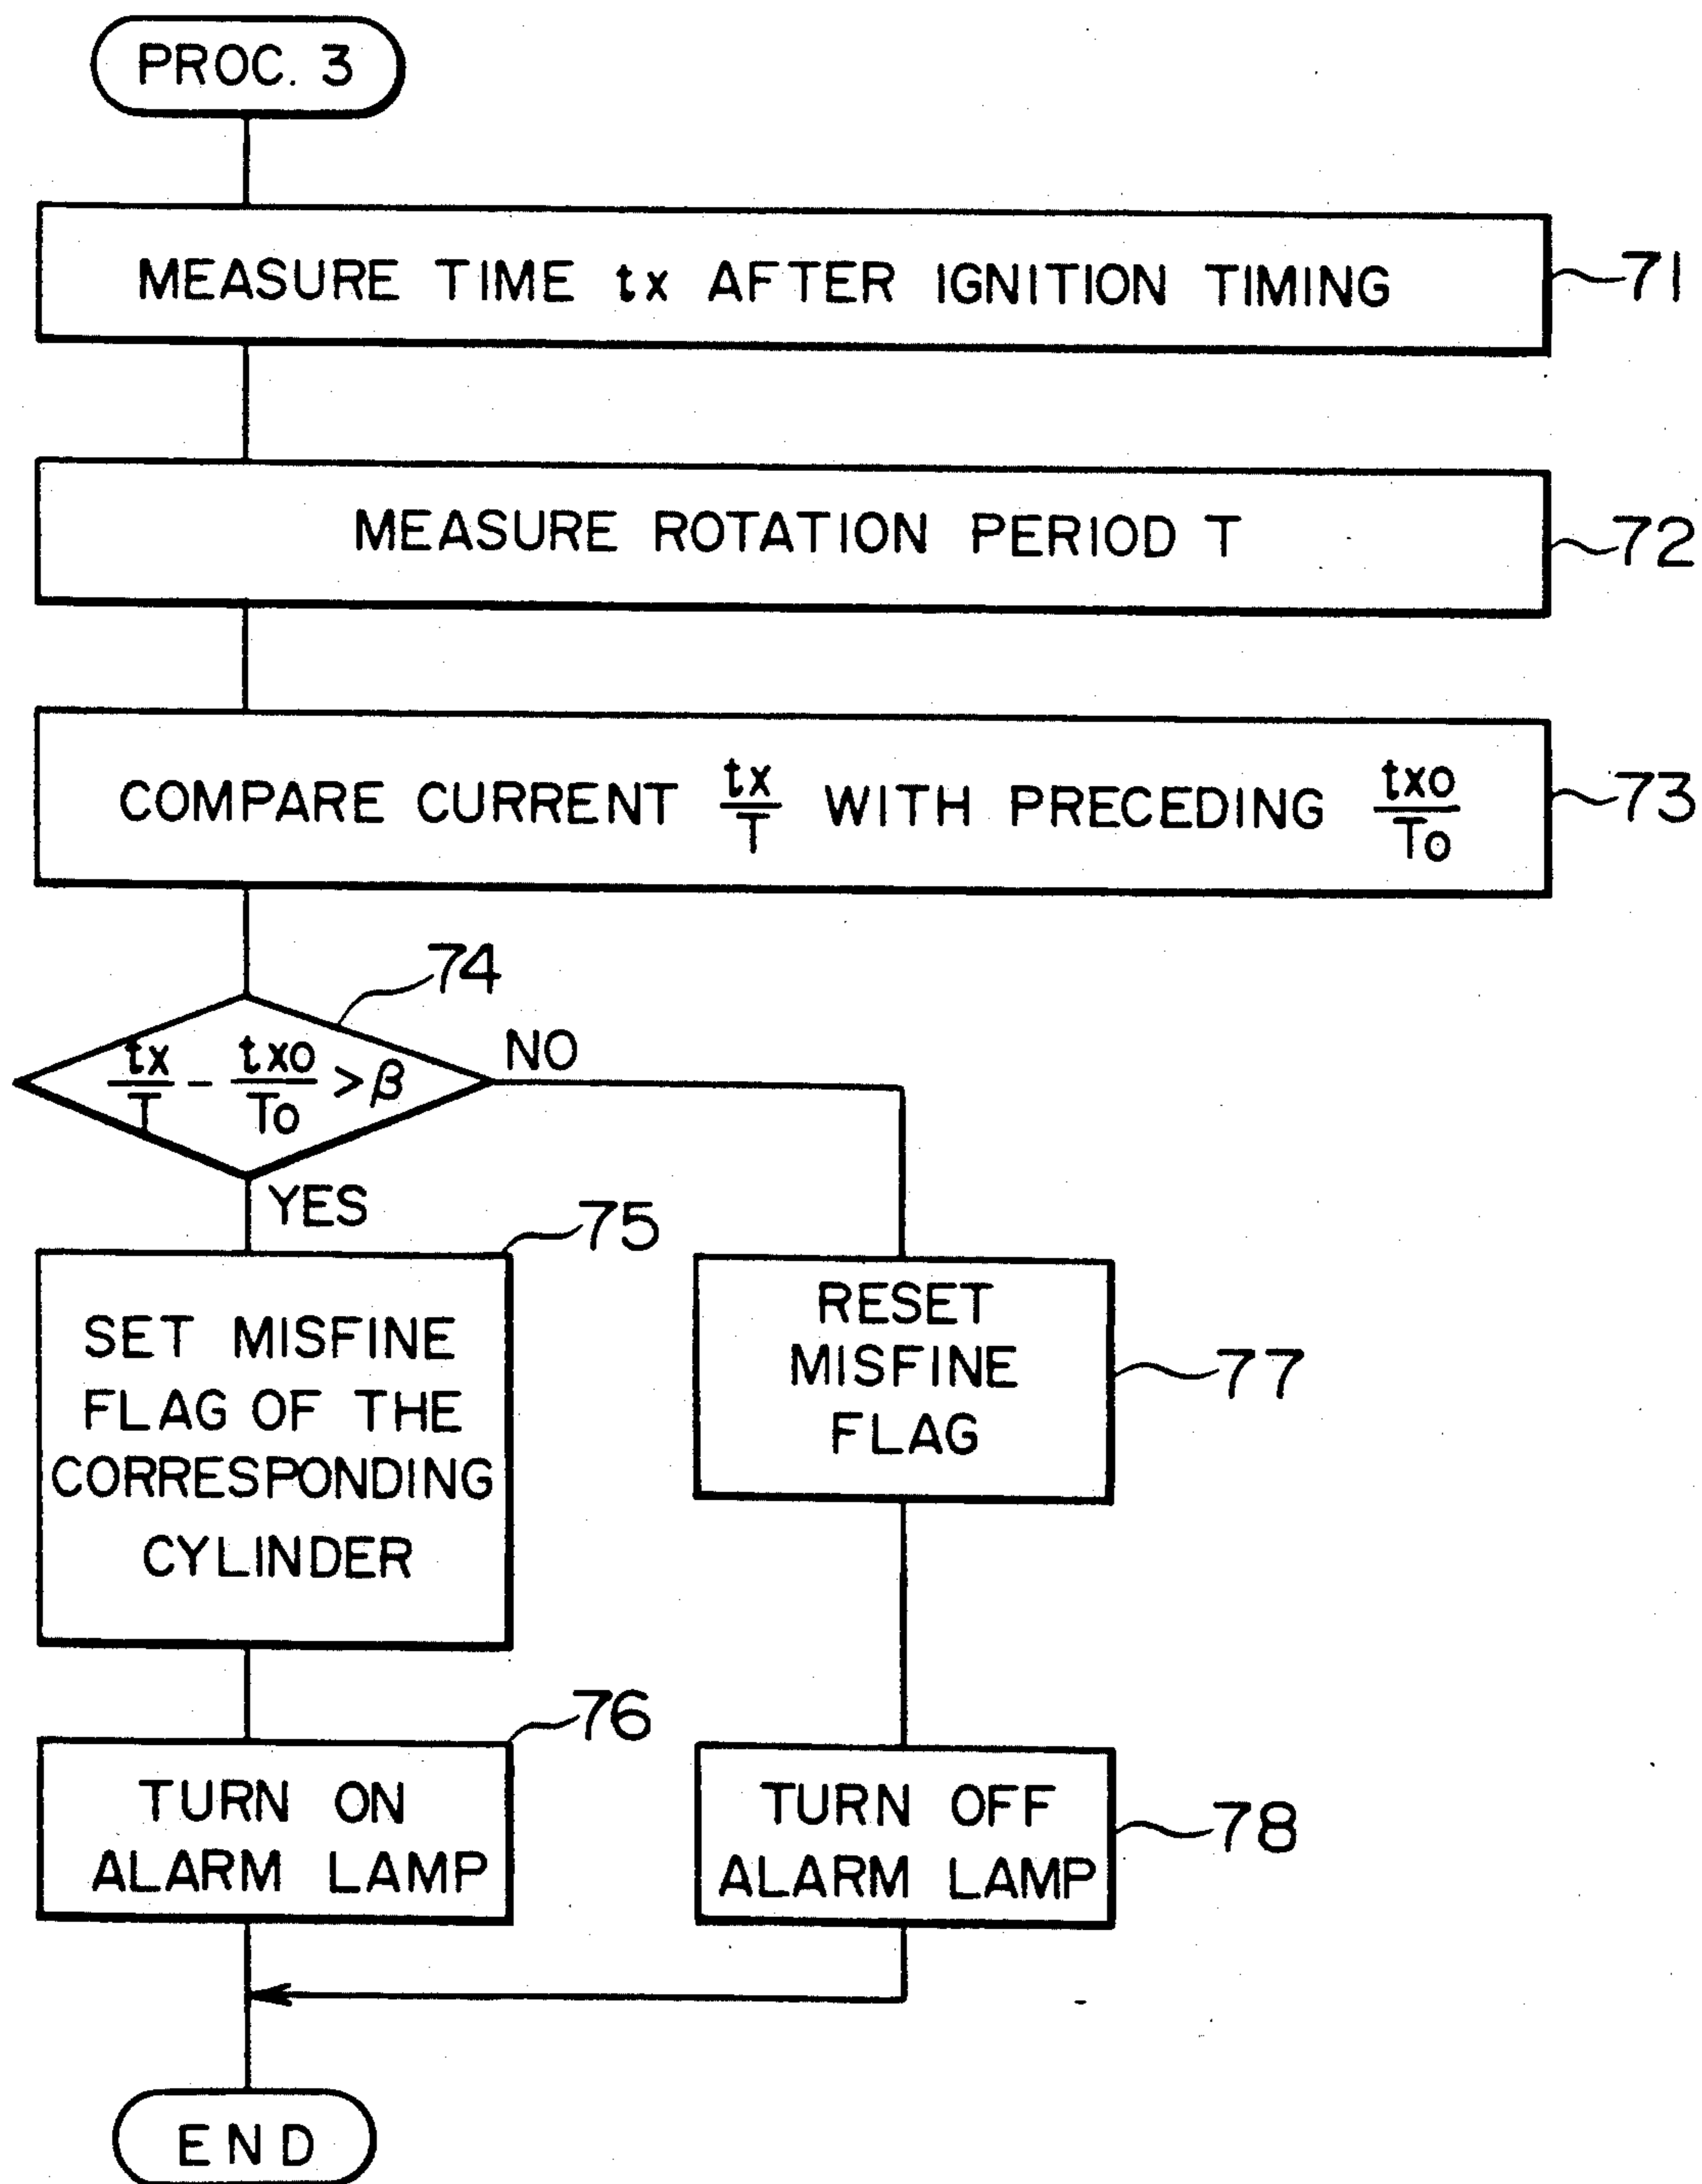 PROC. 3
MEASURE TIME tx AFTER IGNITION TIMING
71
MEASURE ROTATION PERIOD T
72
COMPARE CURRENT tx/T WITH PRECEDING txo/To
73
74
tx/T - txo/To > β
NO
YES
75
SET MISFINE
FLAG OF THE
CORRESPONDING
CYLINDER
RESET
MISFINE
FLAG
77
76
TURN ON
ALARM LAMP
TURN OFF
ALARM LAMP
78
END